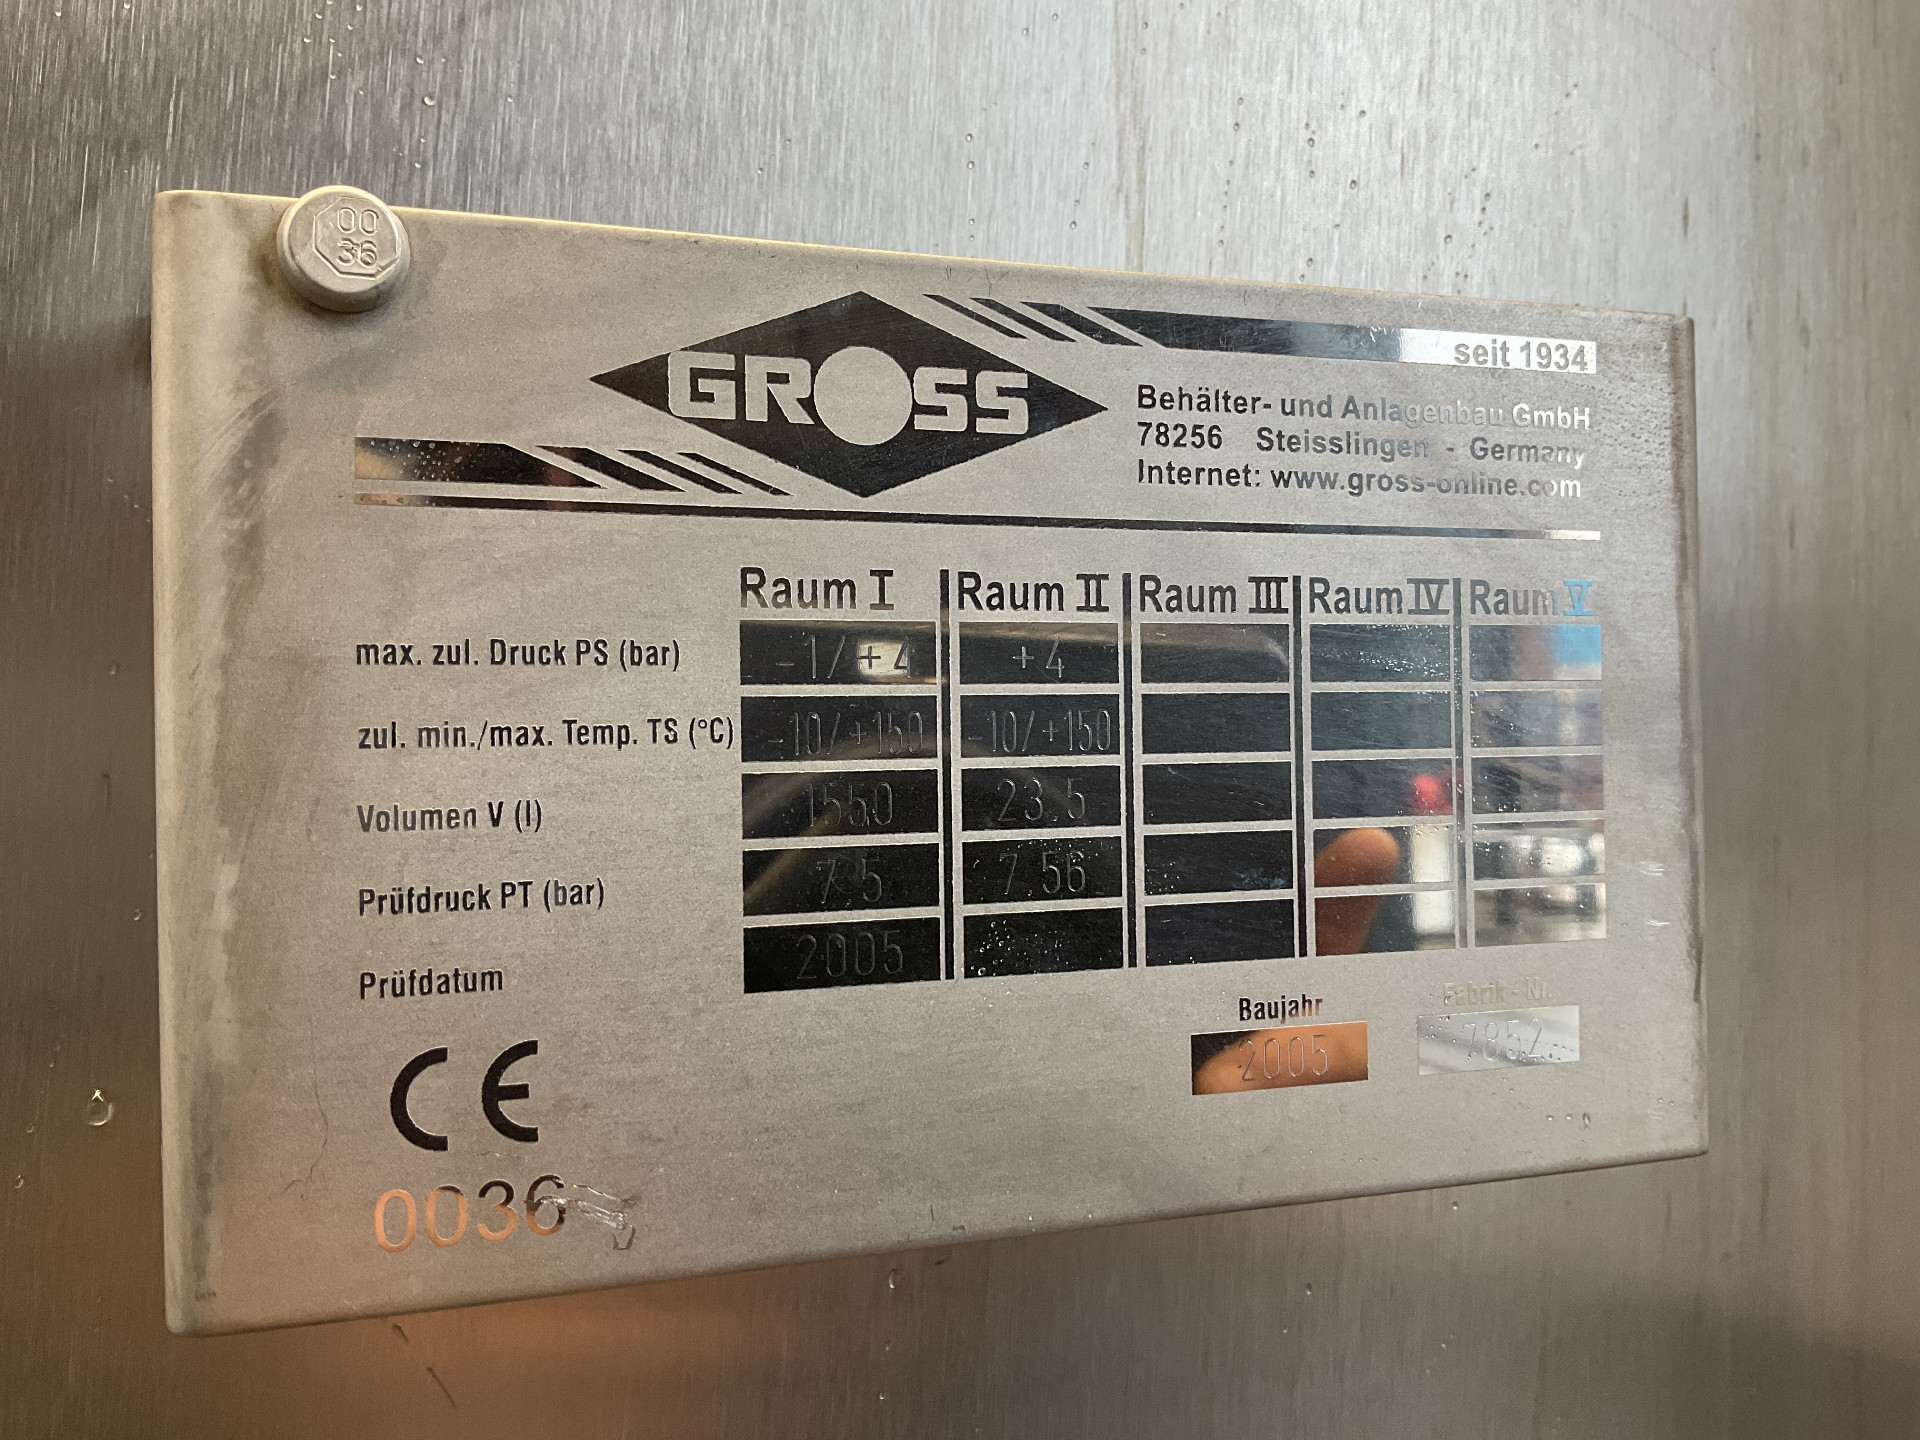 00
36
GROSS
seit 1934
Behälter- und Anlagenbau GmbH
78256 Steisslingen - Germany
Internet: www.gross-online.com
Raum I Raum II Raum III Raum IV Raum V
max. zul. Druck PS (bar) -1/+4 +4
zul. min./max. Temp. TS (°C) -10/+150 -10/+150
Volumen V (l) 1550 23.5
Prüfdruck PT (bar) 7.5 7.56
Prüfdatum 2005
Baujahr Fabrik - Nr.
2005 7852
CE
0036